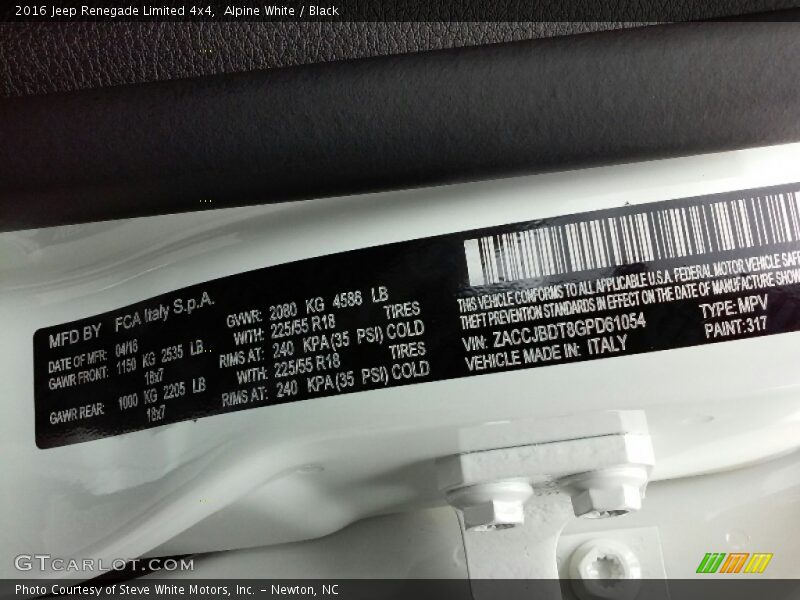 2016 Jeep Renegade Limited 4x4, Alpine White / Black
MFD BY FCA Italy S.p.A.
DATE OF MFR: 04/16
GAWR FRONT: 1150 KG 2535 LB
18x7
GAWR REAR: 1000 KG 2205 LB
18x7
GVWR: 2080 KG 4586 LB
WITH: 225/55 R18 TIRES
RIMS AT: 240 KPA (35 PSI) COLD
WITH: 225/55 R18 TIRES
RIMS AT: 240 KPA (35 PSI) COLD
THIS VEHICLE CONFORMS TO ALL APPLICABLE U.S.A. FEDERAL MOTOR VEHICLE SAFE
THEFT PREVENTION STANDARDS IN EFFECT ON THE DATE OF MANUFACTURE SHOW
VIN: ZACCJBDT8GPD61054 TYPE: MPV
VEHICLE MADE IN: ITALY PAINT: 317
GTCARLOT.COM
Photo Courtesy of Steve White Motors, Inc. – Newton, NC